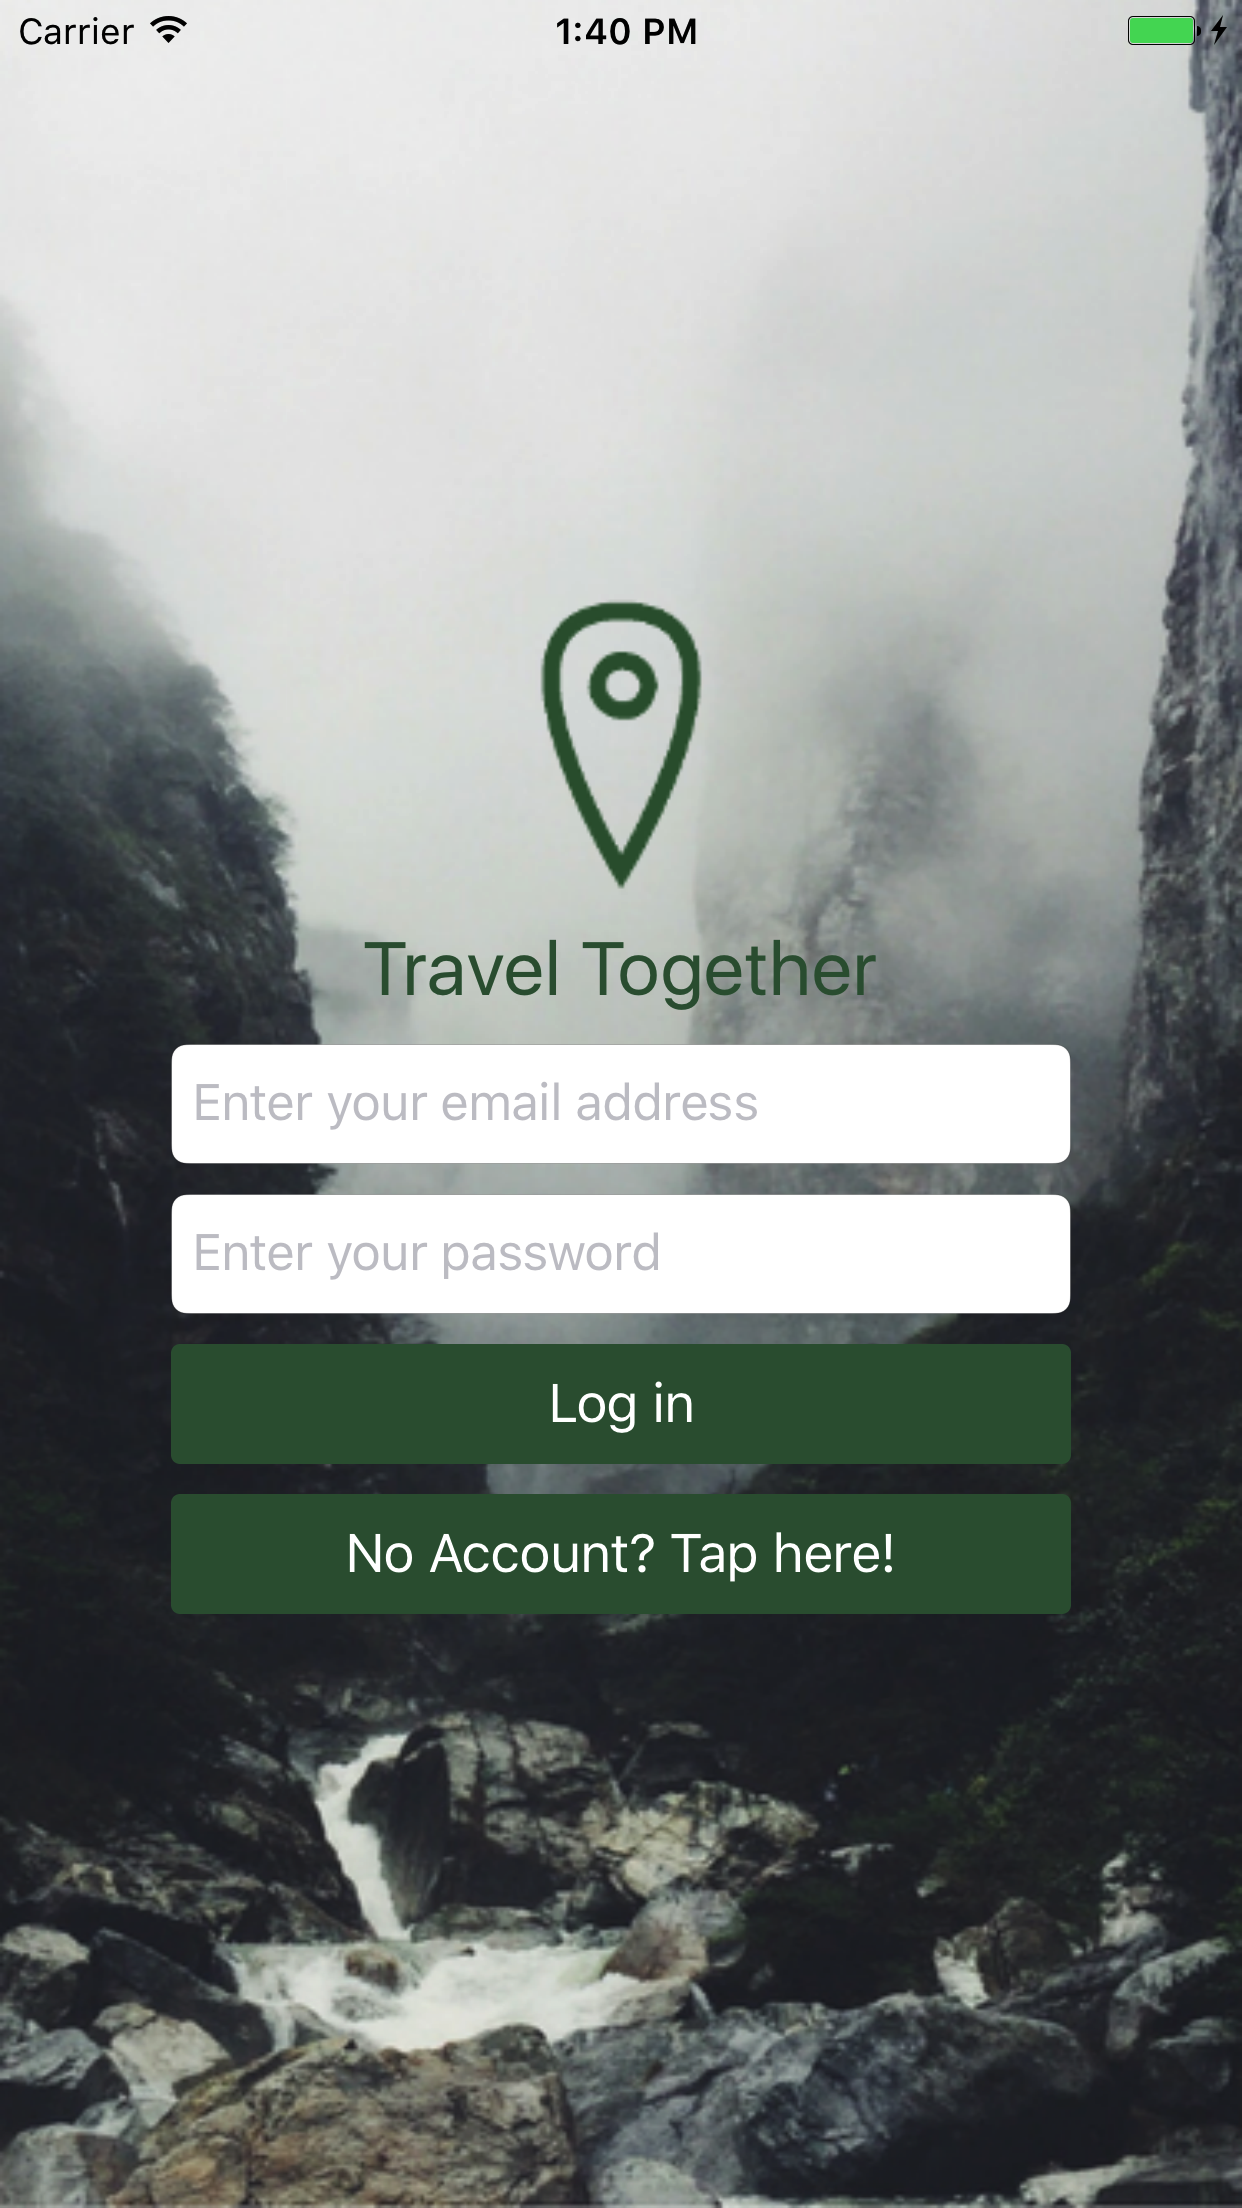 Carrier 1:40 PM
Travel Together
Enter your email address
Enter your password
Log in
No Account? Tap here!